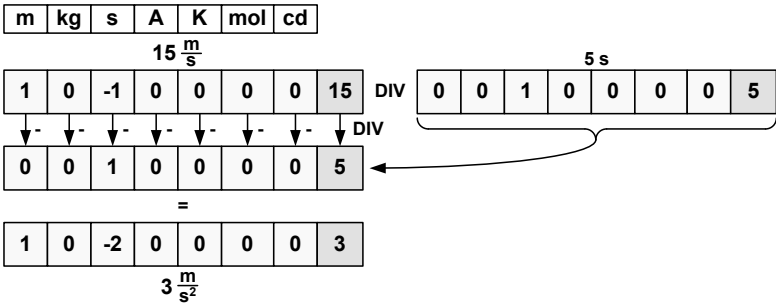 m kg s A K mol cd
15 m/s
5 s
1 0 -1 0 0 0 0 15 DIV 0 0 1 0 0 0 0 5
- - - - - - - DIV
0 0 1 0 0 0 0 5
=
1 0 -2 0 0 0 0 3
3 m/s²